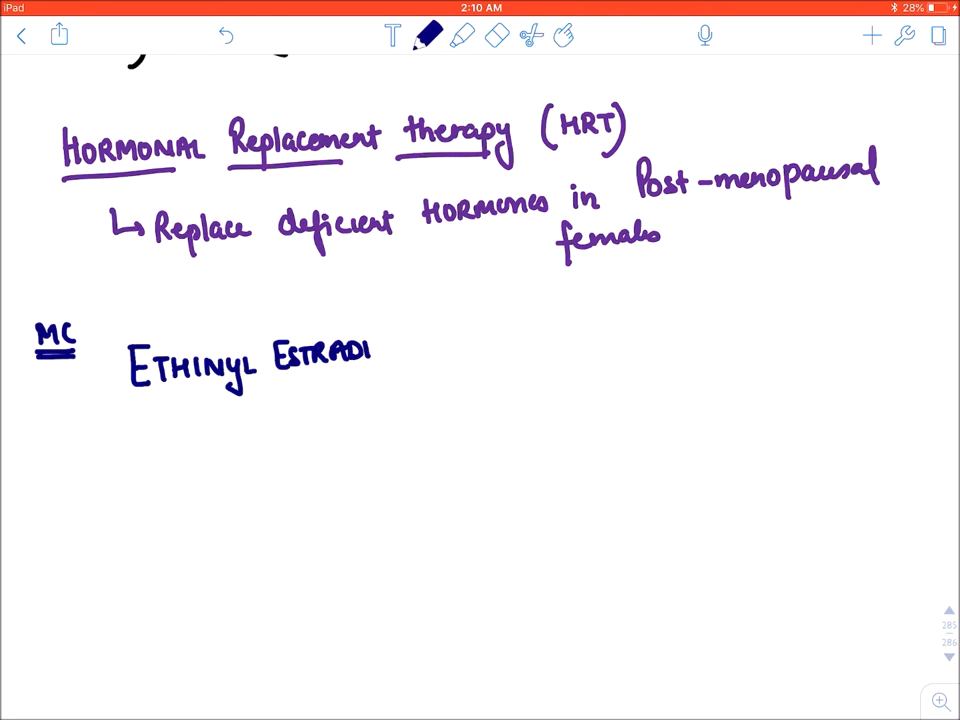 iPad 2:10 AM 28%
T
HORMONAL Replacement therapy (HRT)
↳ Replace deficient HORMONES in Post-menopausal
females
MC
ETHINYL ESTRADI
285
286